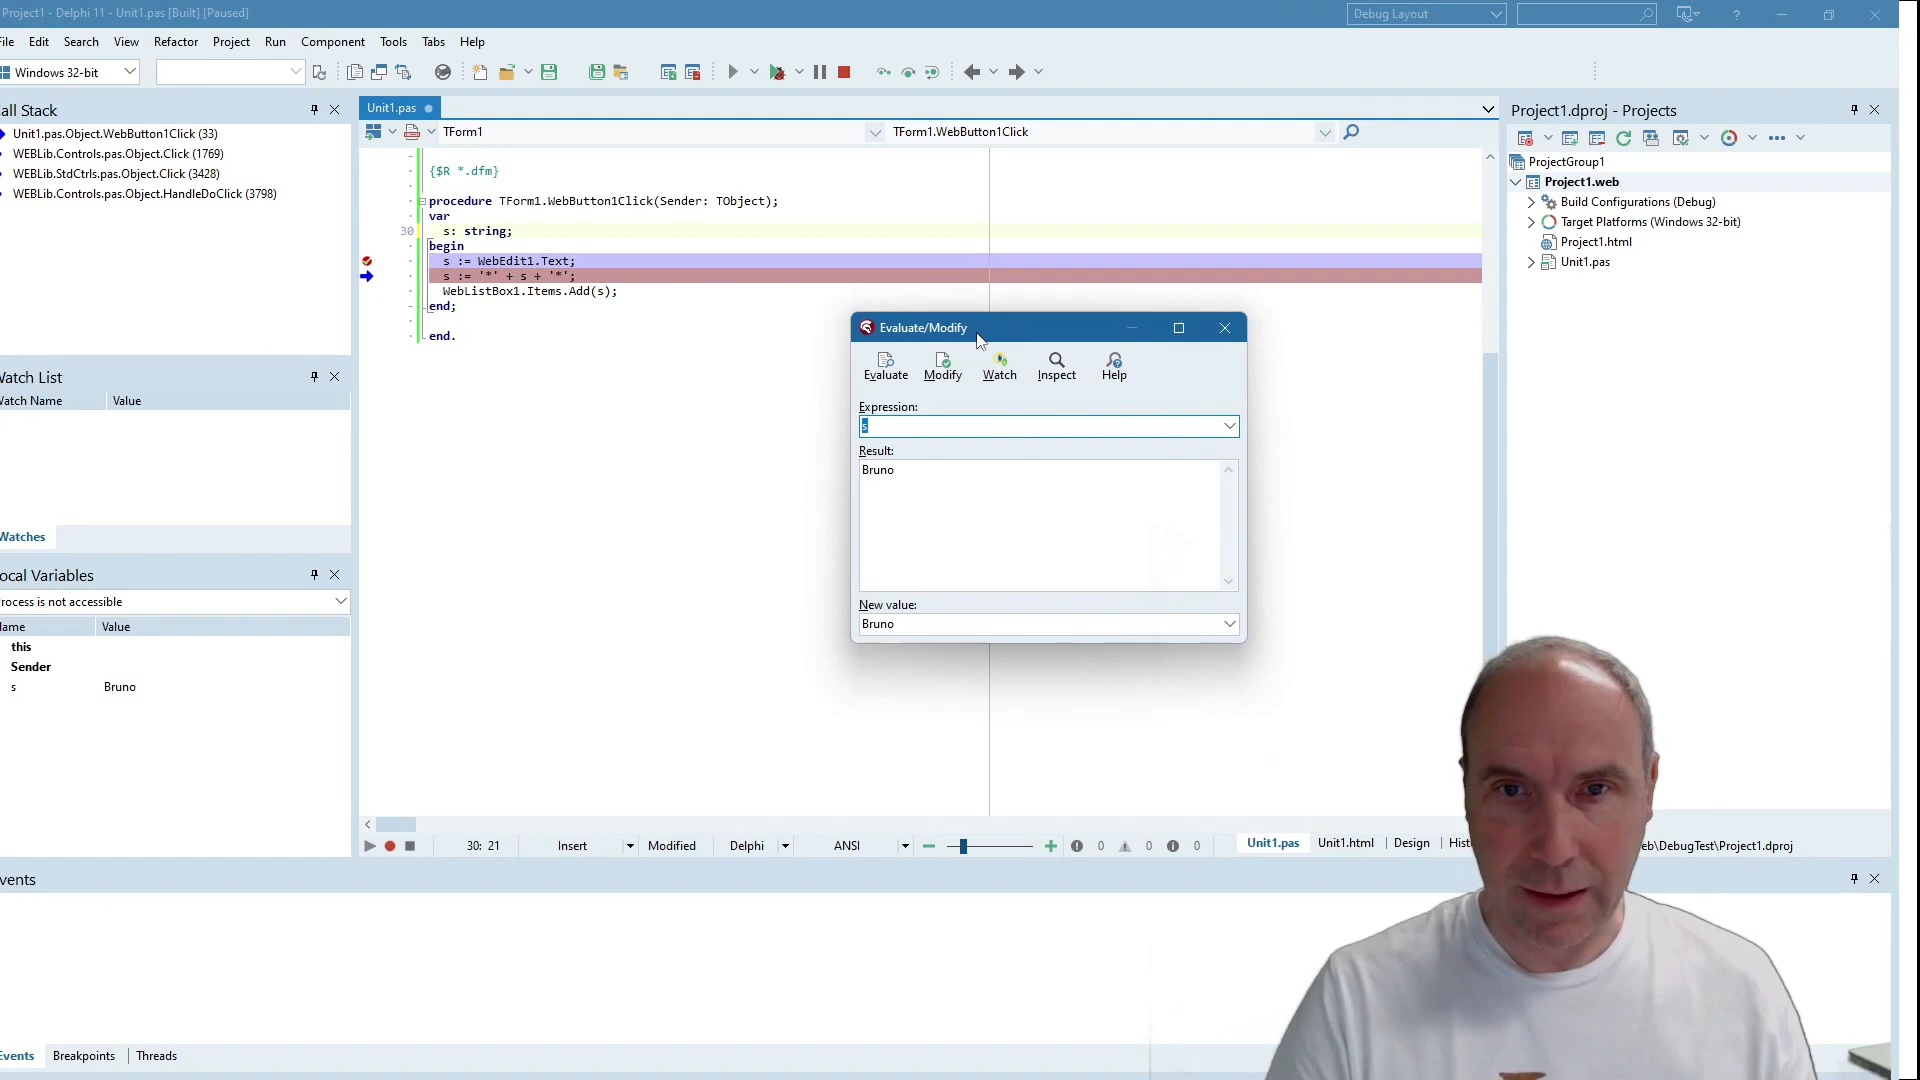 Project1 - Delphi 11 - Unit1.pas [Built] [Paused]
Debug Layout
File Edit Search View Refactor Project Run Component Tools Tabs Help
Windows 32-bit
all Stack
Unit1.pas.Object.WebButton1Click (33)
WEBLib.Controls.pas.Object.Click (1769)
WEBLib.StdCtrls.pas.Object.Click (3428)
WEBLib.Controls.pas.Object.HandleDoClick (3798)
Watch List
Watch Name Value
Watches
ocal Variables
rocess is not accessible
Name Value
this
Sender
s Bruno
Unit1.pas
TForm1 TForm1.WebButton1Click
{$R *.dfm}
procedure TForm1.WebButton1Click(Sender: TObject);
var
30 s: string;
begin
s := WebEdit1.Text;
s := '*' + s + '*';
WebListBox1.Items.Add(s);
end;
end.
Evaluate/Modify
Evaluate Modify Watch Inspect Help
Expression:
s
Result:
Bruno
New value:
Bruno
30: 21 Insert Modified Delphi ANSI 0 0 0 Unit1.pas Unit1.html Design Hist
Project1.dproj - Projects
ProjectGroup1
Project1.web
Build Configurations (Debug)
Target Platforms (Windows 32-bit)
Project1.html
Unit1.pas
eb\DebugTest\Project1.dproj
vents
Events Breakpoints Threads